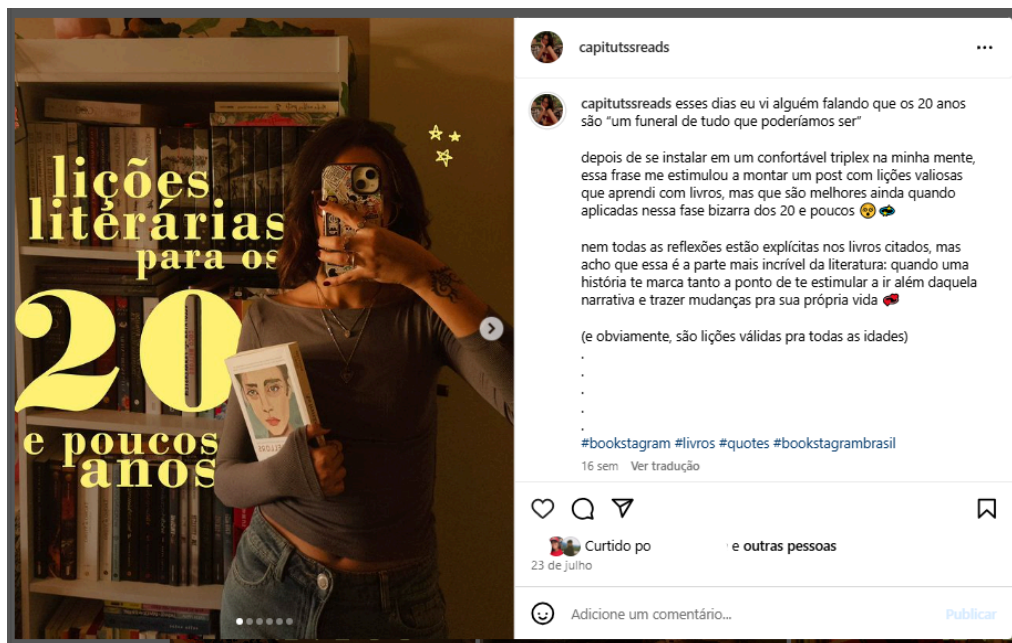 lições
literárias
para os
20
e poucos
anos
capitutssreads
capitutssreads esses dias eu vi alguém falando que os 20 anos
são “um funeral de tudo que poderíamos ser”
depois de se instalar em um confortável triplex na minha mente,
essa frase me estimulou a montar um post com lições valiosas
que aprendi com livros, mas que são melhores ainda quando
aplicadas nessa fase bizarra dos 20 e poucos
nem todas as reflexões estão explícitas nos livros citados, mas
acho que essa é a parte mais incrível da literatura: quando uma
história te marca tanto a ponto de te estimular a ir além daquela
narrativa e trazer mudanças pra sua própria vida
(e obviamente, são lições válidas pra todas as idades)
.
.
.
.
.
#bookstagram #livros #quotes #bookstagrambrasil
16 sem Ver tradução
Curtido po e outras pessoas
23 de julho
Adicione um comentário...
Publicar